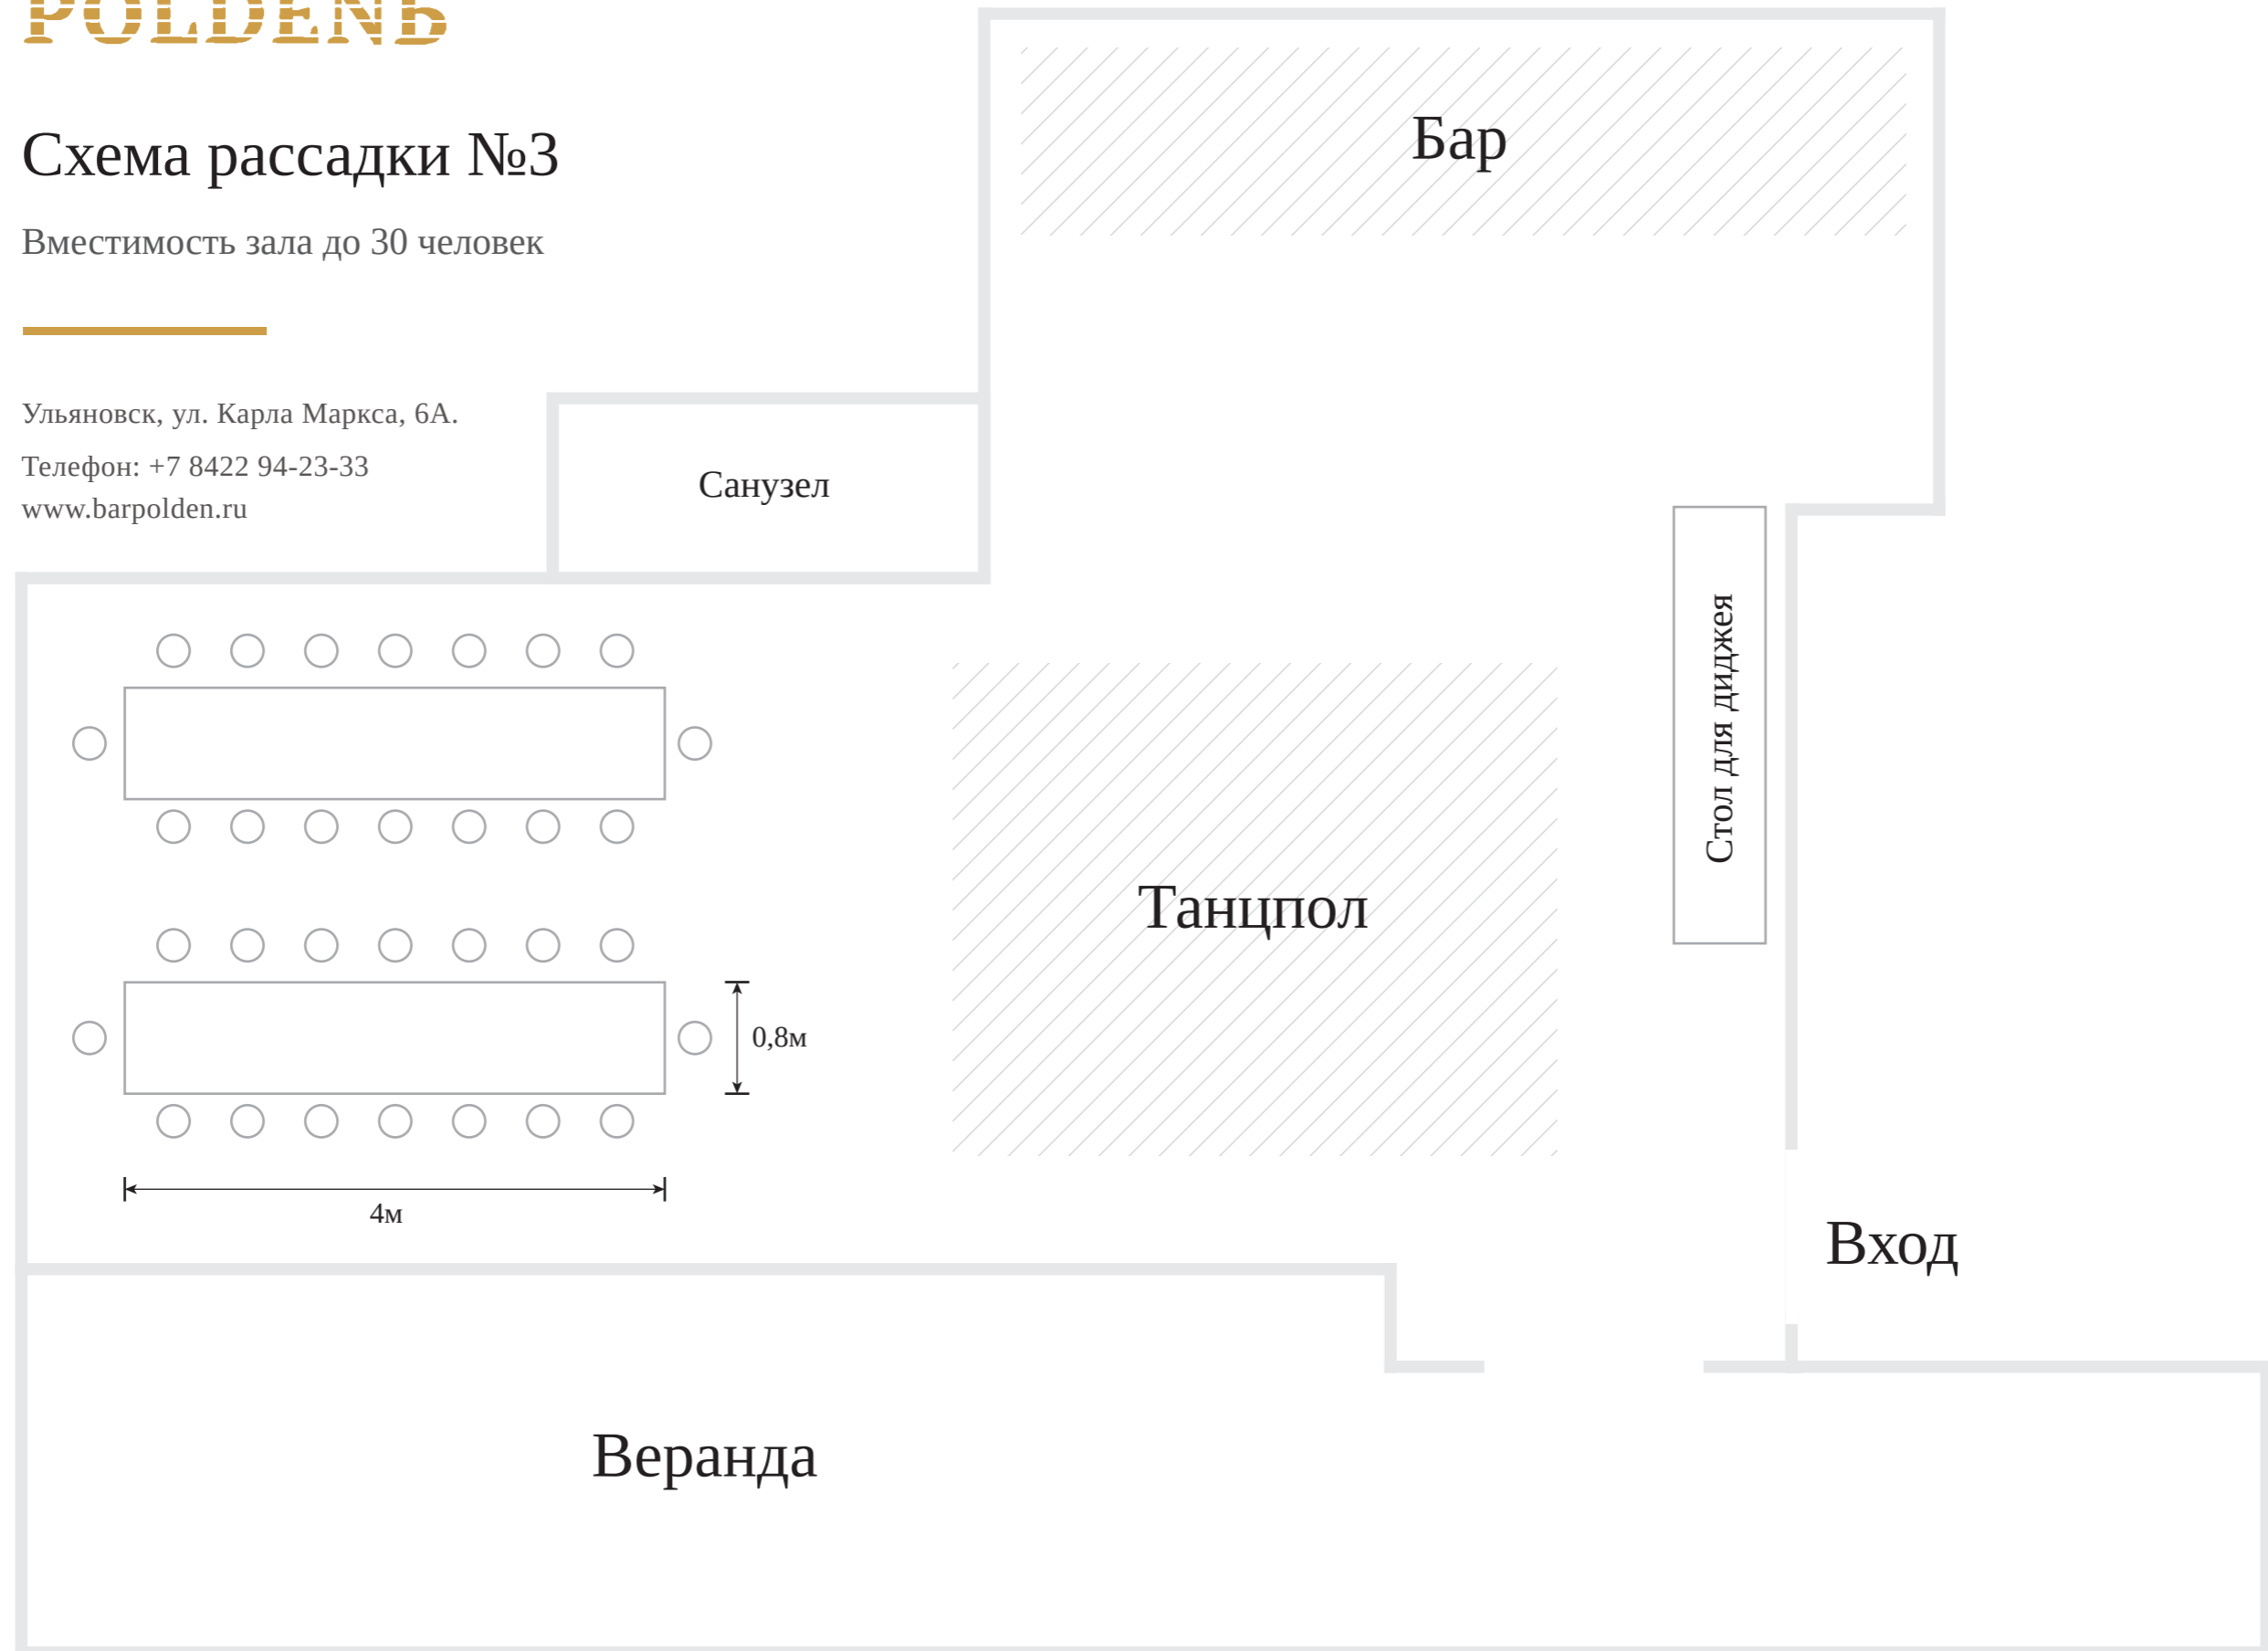 POLDENЬ
Схема рассадки №3
Вместимость зала до 30 человек
Ульяновск, ул. Карла Маркса, 6А.
Телефон: +7 8422 94-23-33
www.barpolden.ru
Бар
Санузел
Стол для диджея
Танцпол
0,8м
4м
Вход
Веранда